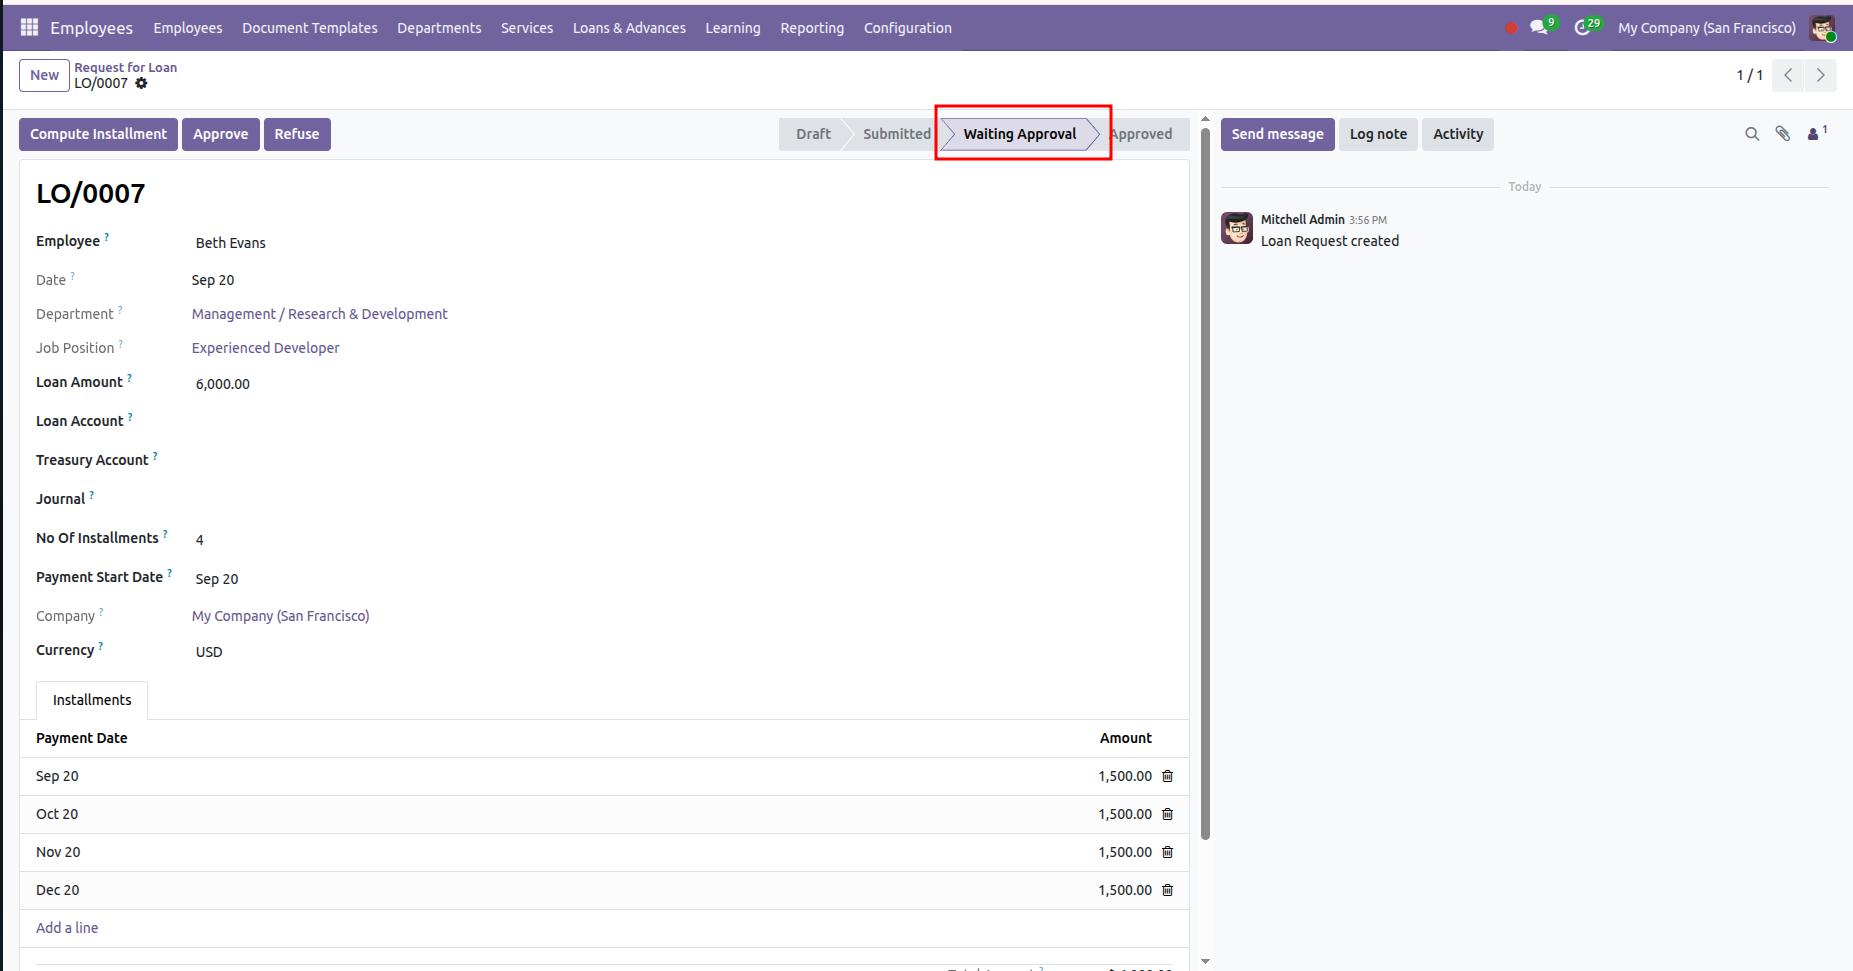 Employees Employees Document Templates Departments Services Loans & Advances Learning Reporting Configuration 9 29 My Company (San Francisco)
New Request for Loan 1 / 1
LO/0007
Compute Installment Approve Refuse Draft Submitted Waiting Approval Approved Send message Log note Activity 1
LO/0007
Today
Mitchell Admin 3:56 PM
Loan Request created
Employee ? Beth Evans
Date ? Sep 20
Department ? Management / Research & Development
Job Position ? Experienced Developer
Loan Amount ? 6,000.00
Loan Account ?
Treasury Account ?
Journal ?
No Of Installments ? 4
Payment Start Date ? Sep 20
Company ? My Company (San Francisco)
Currency ? USD
Installments
Payment Date Amount
Sep 20 1,500.00
Oct 20 1,500.00
Nov 20 1,500.00
Dec 20 1,500.00
Add a line